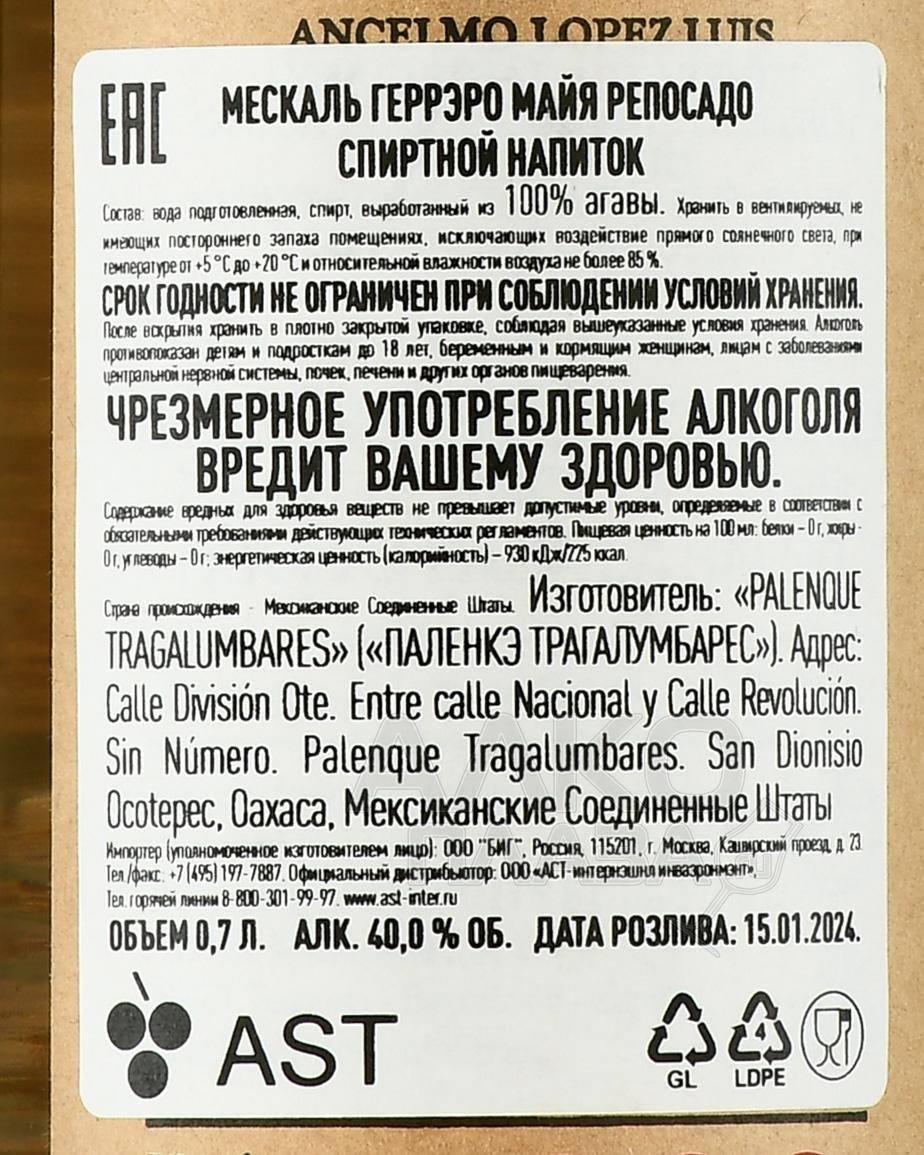 ANCELMO LOPEZ LUIS
EAC
МЕСКАЛЬ ГЕРРЭРО МАЙЯ РЕПОСАДО
СПИРТНОЙ НАПИТОК
Состав: вода подготовленная, спирт, выработанный из 100% агавы. Хранить в вентилируемых, не
имеющих постороннего запаха помещениях, исключающих воздействие прямого солнечного света, при
температуре от +5 °С до +20 °С и относительной влажности воздуха не более 85 %.
СРОК ГОДНОСТИ НЕ ОГРАНИЧЕН ПРИ СОБЛЮДЕНИИ УСЛОВИЙ ХРАНЕНИЯ.
После вскрытия хранить в плотно закрытой упаковке, соблюдая вышеуказанные условия хранения. Алкоголь
противопоказан детям и подросткам до 18 лет, беременным и кормящим женщинам, лицам с заболеваниями
центральной нервной системы, почек, печени и других органов пищеварения.
ЧРЕЗМЕРНОЕ УПОТРЕБЛЕНИЕ АЛКОГОЛЯ
ВРЕДИТ ВАШЕМУ ЗДОРОВЬЮ.
Содержание вредных для здоровья веществ не превышает допустимые уровни, определяемые в соответствии с
обязательными требованиями действующих технических регламентов. Пищевая ценность на 100 мл: белки – 0 г, жиры -
0 г, углеводы – 0 г; энергетическая ценность (калорийность) – 930 кДж/225 ккал.
Страна происхождения - Мексиканские Соединенные Штаты. Изготовитель: «PALENQUE
TRAGALUMBARES» («ПАЛЕНКЭ ТРАГАЛУМБАРЕС»). Адрес:
Calle División Ote. Entre calle Nacional y Calle Revolución.
Sin Número. Palenque Tragalumbares. San Dionisio
Ocotepec, Oaxaca, Мексиканские Соединенные Штаты
Импортер (уполномоченное изготовителем лицо): ООО "БИГ", Россия, 115201, г. Москва, Каширский проезд, д. 23.
Тел./факс: +7 (495) 197-7887. Официальный дистрибьютор: ООО «АСТ-интернэшнл инваэронмэнт»,
Тел. горячей линии 8-800-301-99-97. www.ast-inter.ru
ОБЪЕМ 0,7 Л. АЛК. 40,0 % ОБ. ДАТА РОЗЛИВА: 15.01.2024.
AST
4
GL
LDPE